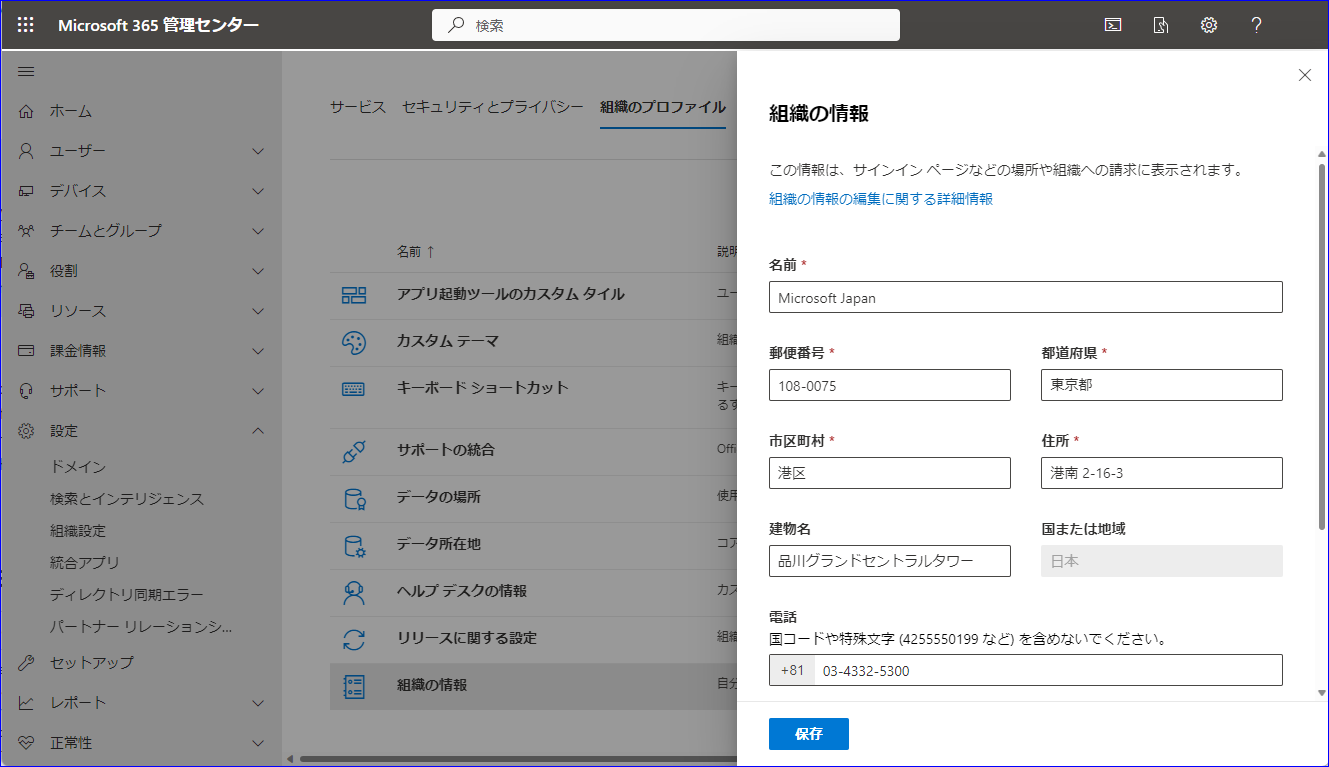 Microsoft 365 管理センター
検索
ホーム
ユーザー
デバイス
チームとグループ
役割
リソース
課金情報
サポート
設定
ドメイン
検索とインテリジェンス
組織設定
統合アプリ
ディレクトリ同期エラー
パートナー リレーションシ...
セットアップ
レポート
正常性
サービス セキュリティとプライバシー 組織のプロファイル
名前 ↑ 説明
アプリ起動ツールのカスタム タイル ユー
カスタム テーマ 組織
キーボード ショートカット キー
るす
サポートの統合 Offi
データの場所 使用
データ所在地 コア
ヘルプ デスクの情報 カス
リリースに関する設定 組織
組織の情報 自分
組織の情報
この情報は、サインイン ページなどの場所や組織への請求に表示されます。
組織の情報の編集に関する詳細情報
名前 *
Microsoft Japan
郵便番号 * 都道府県 *
108-0075 東京都
市区町村 * 住所 *
港区 港南 2-16-3
建物名 国または地域
品川グランドセントラルタワー 日本
電話
国コードや特殊文字 (4255550199 など) を含めないでください。
+81 03-4332-5300
保存